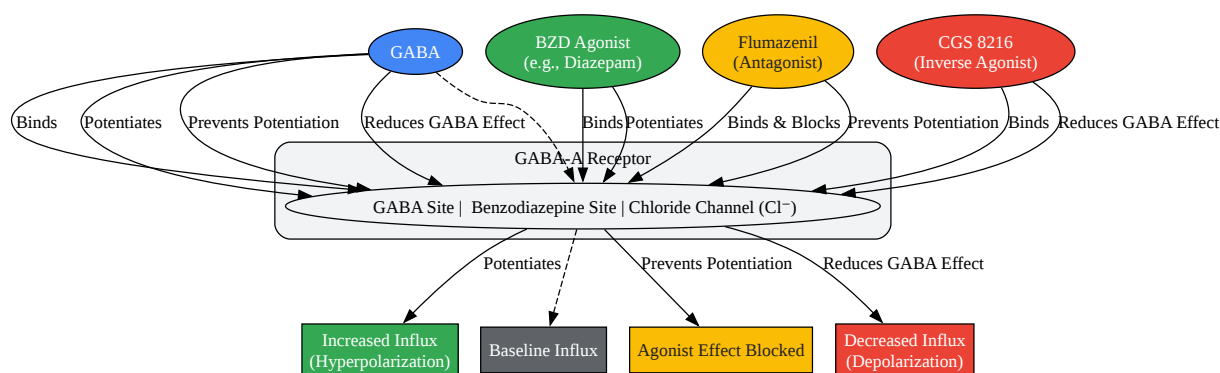 GABA
BZD Agonist
(e.g., Diazepam)
Flumazenil
(Antagonist)
CGS 8216
(Inverse Agonist)
Binds
Potentiates
Prevents Potentiation
Reduces GABA Effect
Binds
Potentiates
Binds & Blocks
Prevents Potentiation
Binds
Reduces GABA Effect
GABA-A Receptor
GABA Site | Benzodiazepine Site | Chloride Channel (Cl⁻)
Potentiates
Prevents Potentiation
Reduces GABA Effect
Increased Influx
(Hyperpolarization)
Baseline Influx
Agonist Effect Blocked
Decreased Influx
(Depolarization)